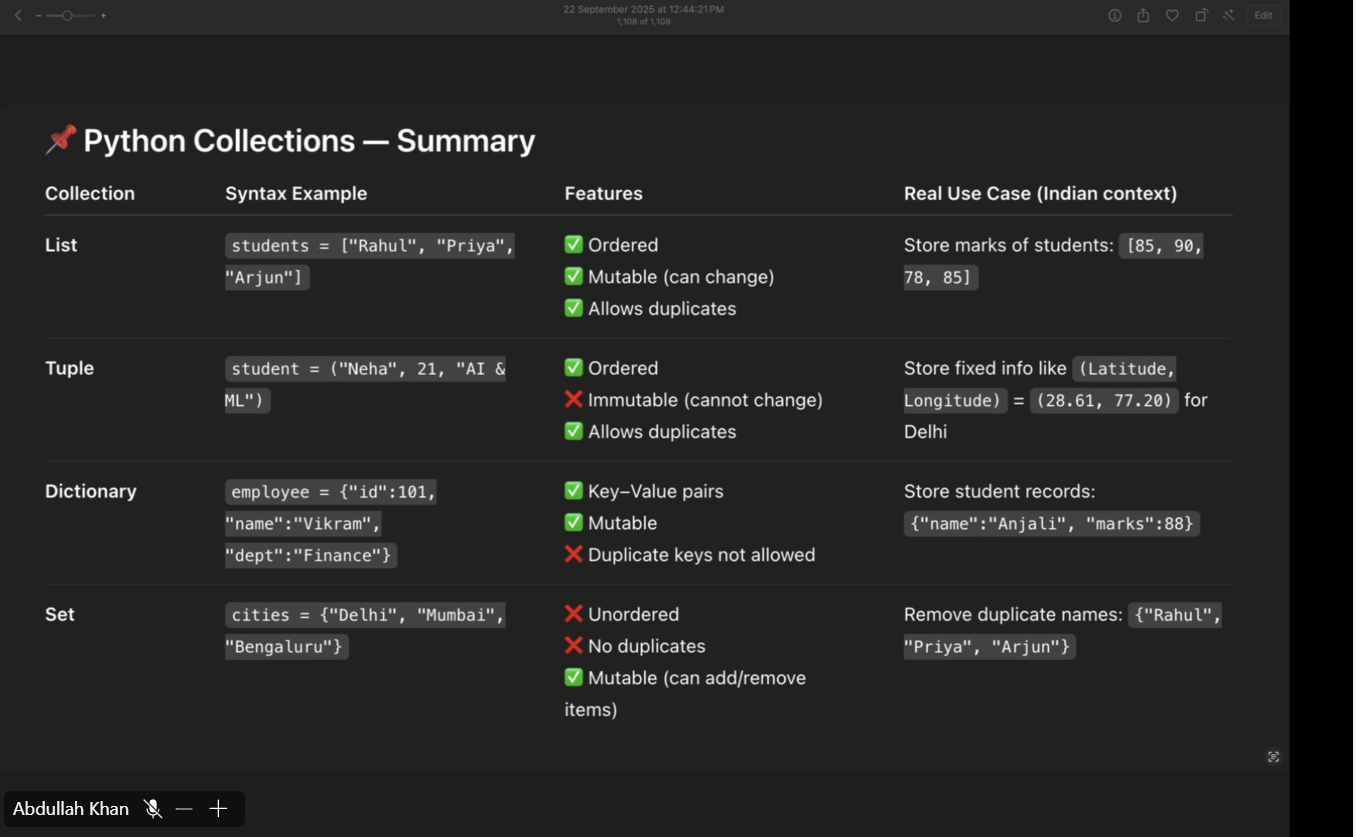 22 September 2025 at 12:44:21 PM
1,108 of 1,108
Edit
📌 Python Collections — Summary
Collection Syntax Example Features Real Use Case (Indian context)
List students = ["Rahul", "Priya", ✅ Ordered Store marks of students: [85, 90,
"Arjun"] ✅ Mutable (can change) 78, 85]
✅ Allows duplicates
Tuple student = ("Neha", 21, "AI & ✅ Ordered Store fixed info like (Latitude,
ML") ❌ Immutable (cannot change) Longitude) = (28.61, 77.20) for
✅ Allows duplicates Delhi
Dictionary employee = {"id":101, ✅ Key–Value pairs Store student records:
"name":"Vikram", ✅ Mutable {"name":"Anjali", "marks":88}
"dept":"Finance"} ❌ Duplicate keys not allowed
Set cities = {"Delhi", "Mumbai", ❌ Unordered Remove duplicate names: {"Rahul",
"Bengaluru"} ❌ No duplicates "Priya", "Arjun"}
✅ Mutable (can add/remove
items)
Abdullah Khan